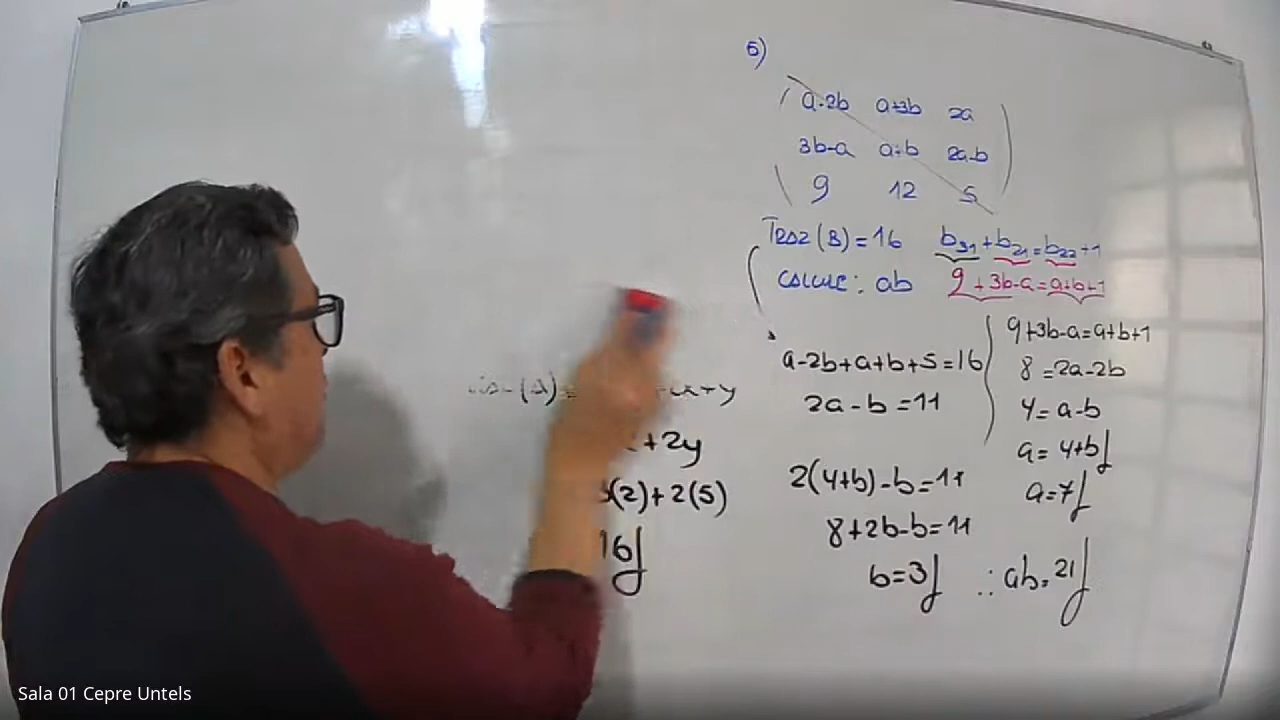 5)
a-2b a+3b 2a
3b-a a+b 2a-b
9 12 5
Traz(B)=16 b31+b21=b22+1
calcule: ab 9+3b-a=a+b+1
a-2b+a+b+5=16
2a-b=11
2(4+b)-b=11
8+2b-b=11
b=3
9+3b-a=a+b+1
8=2a-2b
4=a-b
a=4+b
a=7
∴ab=21
(A)=
+y
+2y
(2)+2(5)
16
Sala 01 Cepre Untels